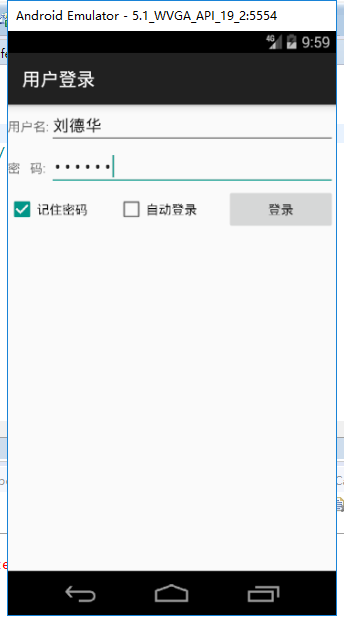 Android Emulator - 5.1_WVGA_API_19_2:5554
4G 9:59
用户登录
用户名: 刘德华
密 码: ••••••
记住密码 自动登录 登录